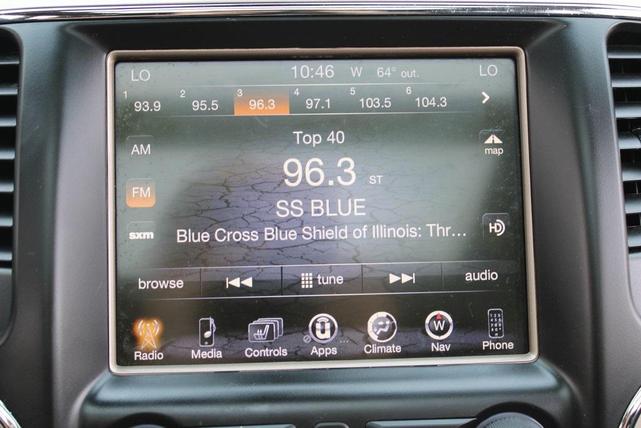 LO 10:46 W 64° out. LO
1 93.9 2 95.5 3 96.3 4 97.1 5 103.5 6 104.3
Top 40
AM
map
96.3 ST
FM
SS BLUE
sxm
Blue Cross Blue Shield of Illinois: Thr...
HD
browse tune audio
Radio Media Controls Apps Climate Nav Phone
W